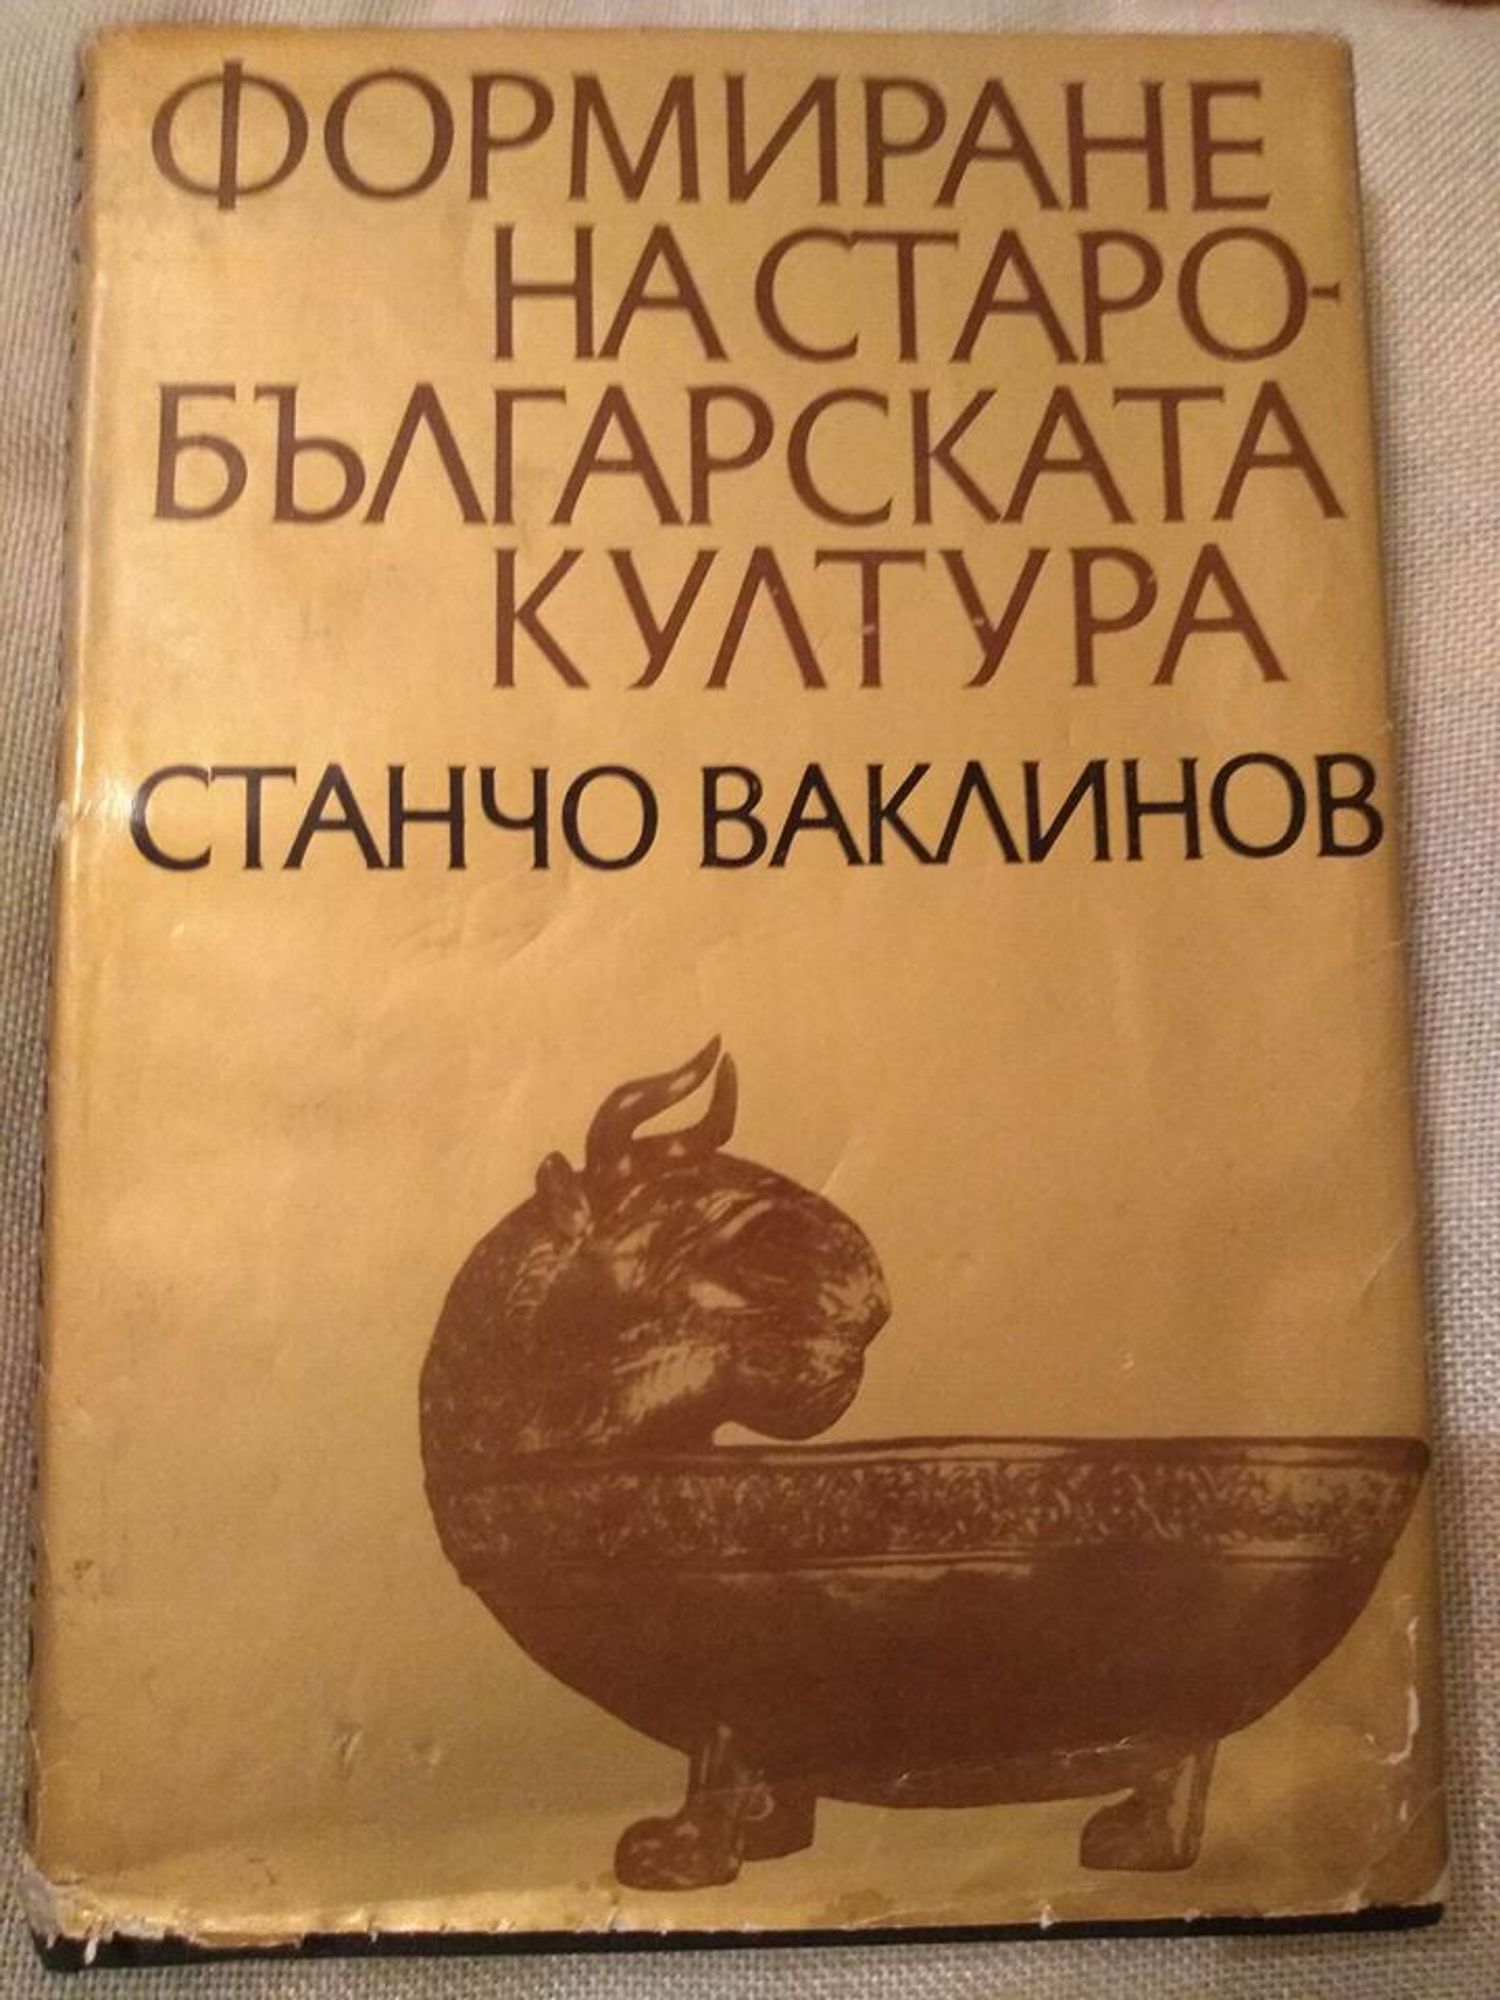 ФОРМИРАНЕ
НА СТАРО-
БЪЛГАРСКАТА
КУЛТУРА
СТАНЧО ВАКЛИНОВ